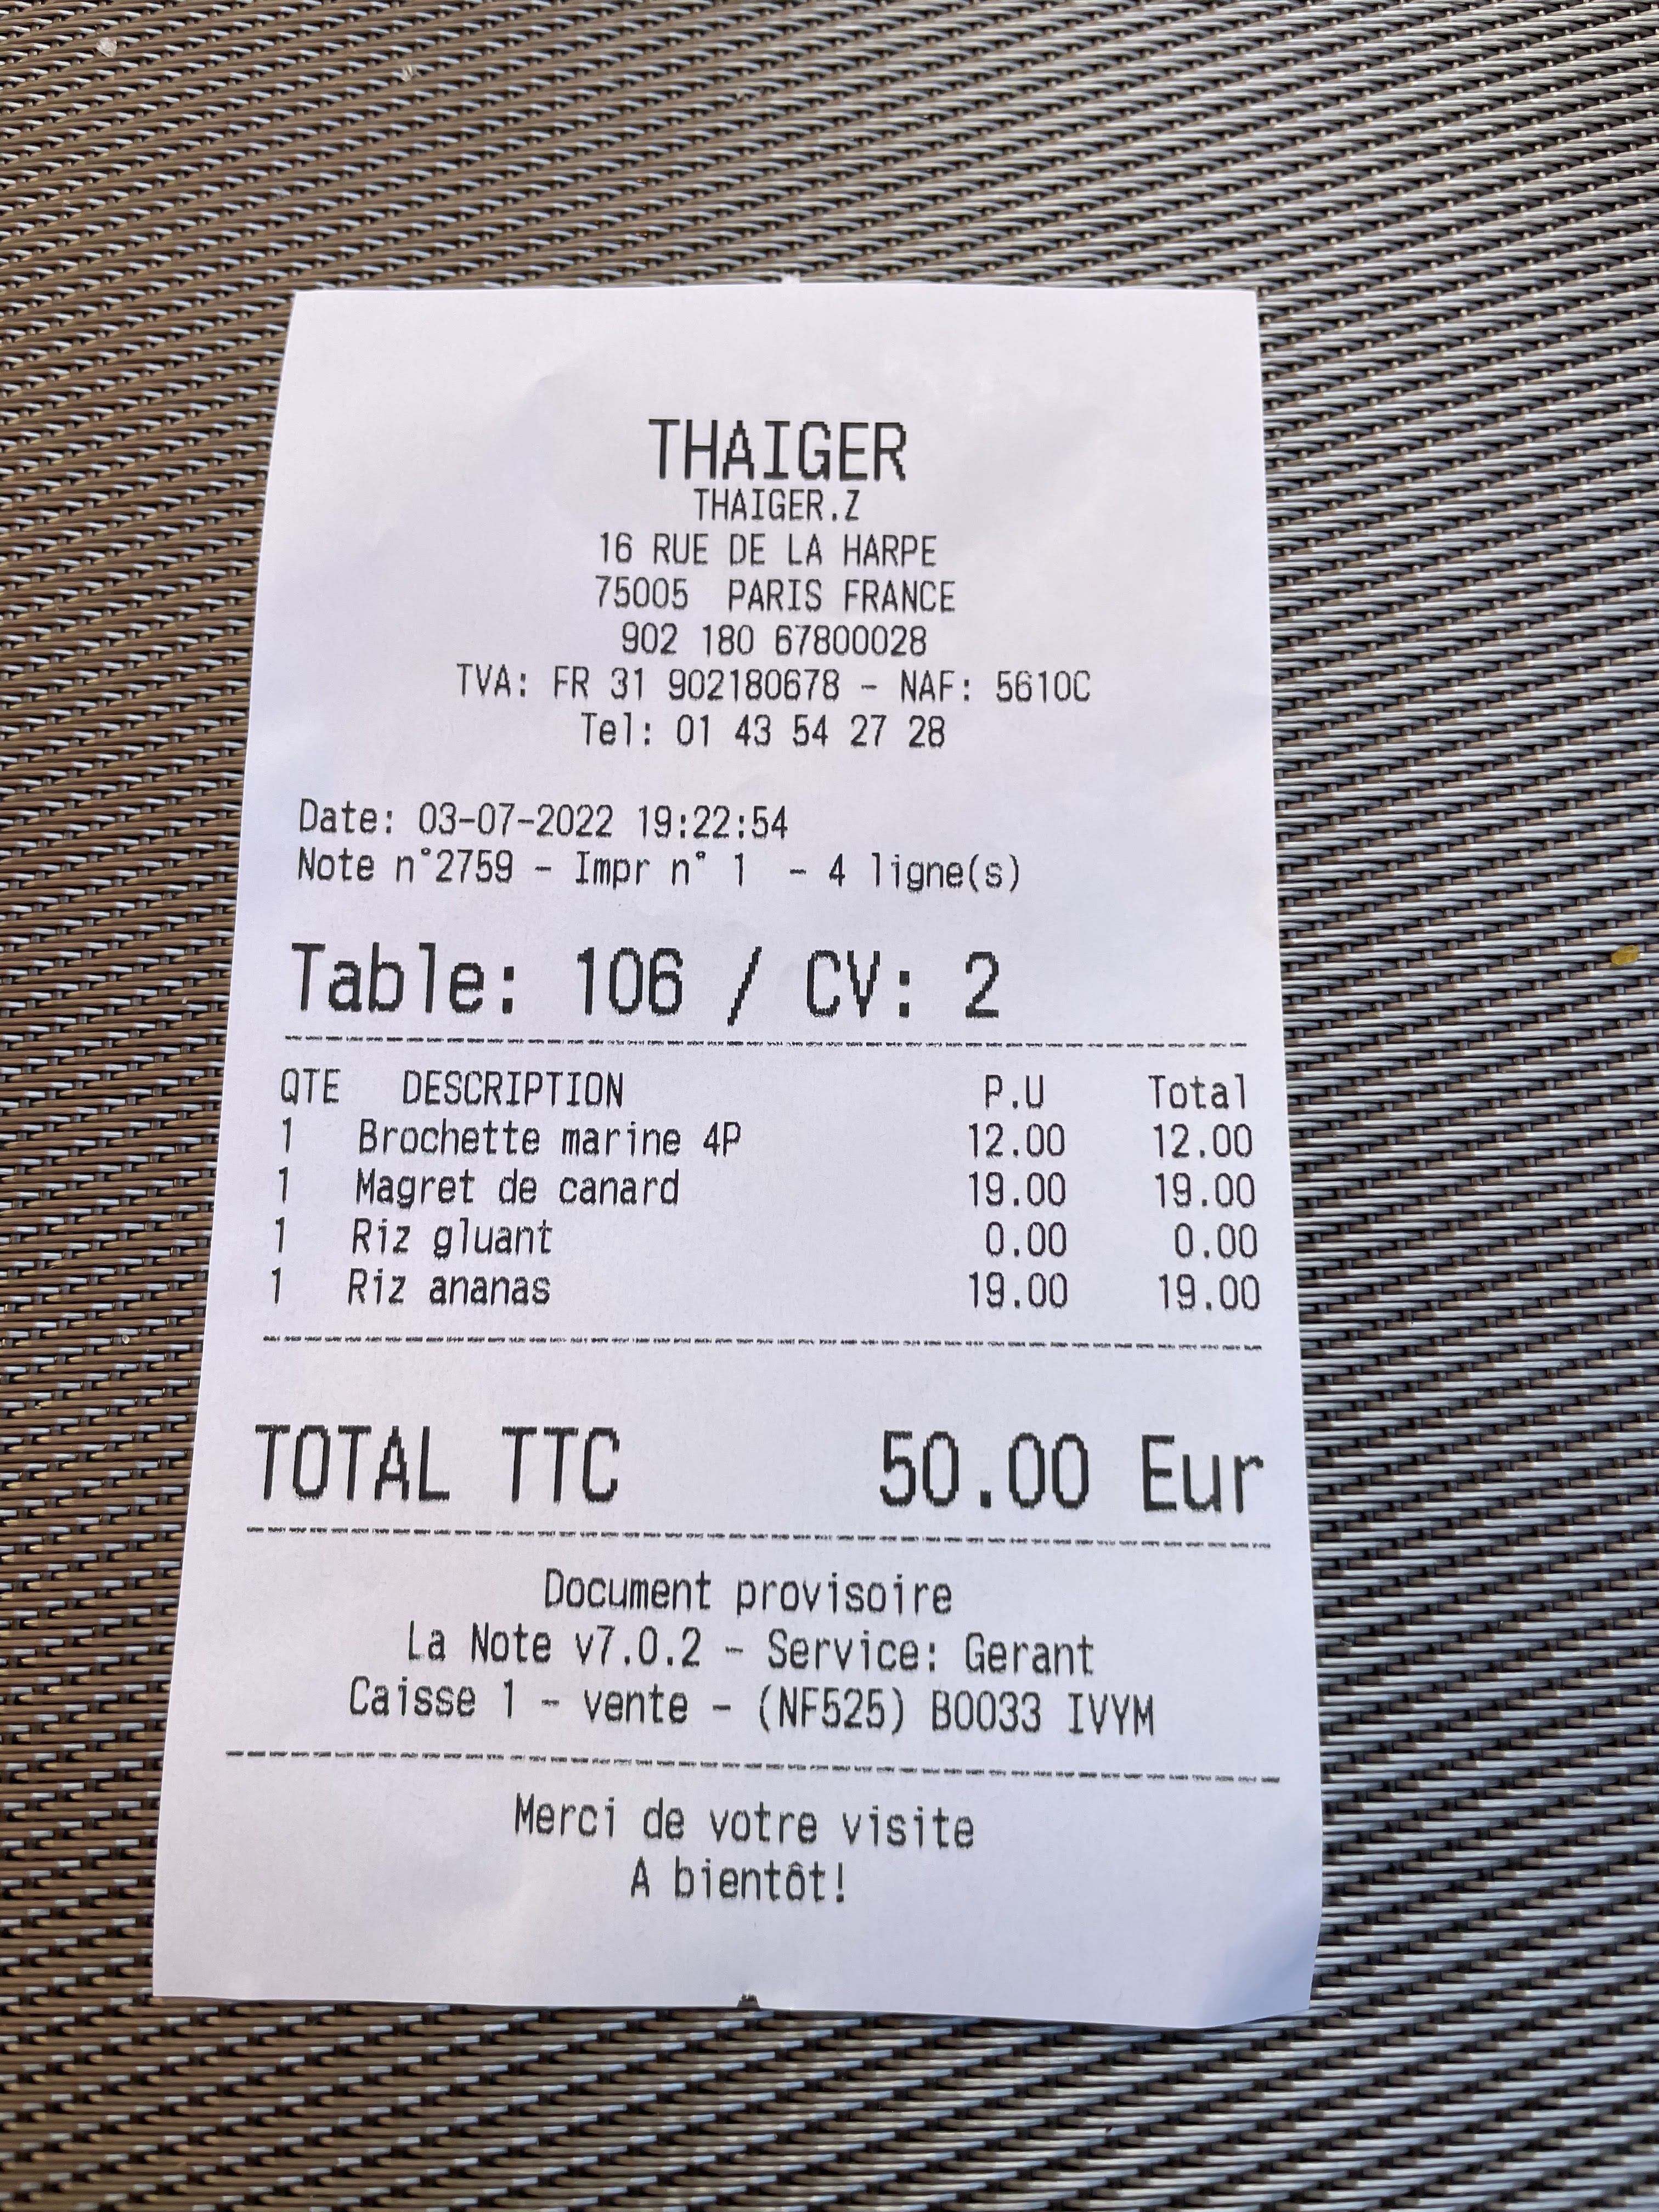 THAIGER
THAIGER.Z
16 RUE DE LA HARPE
75005 PARIS FRANCE
902 180 67800028
TVA: FR 31 902180678 - NAF: 5610C
Tel: 01 43 54 27 28
Date: 03-07-2022 19:22:54
Note n°2759 - Impr n° 1 - 4 ligne(s)
Table: 106 / CV: 2
QTE DESCRIPTION P.U Total
1 Brochette marine 4P 12.00 12.00
1 Magret de canard 19.00 19.00
1 Riz gluant 0.00 0.00
1 Riz ananas 19.00 19.00
TOTAL TTC 50.00 Eur
Document provisoire
La Note v7.0.2 - Service: Gerant
Caisse 1 - vente - (NF525) B0033 IVYM
Merci de votre visite
A bientôt!